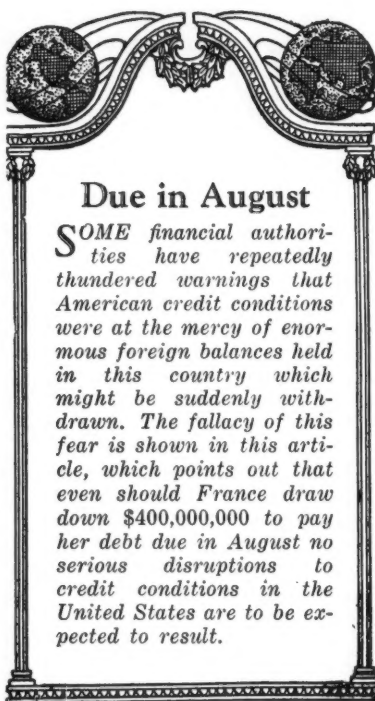 Due in August
SOME financial authori-
ties have repeatedly
thundered warnings that
American credit conditions
were at the mercy of enor-
mous foreign balances held
in this country which
might be suddenly with-
drawn. The fallacy of this
fear is shown in this arti-
cle, which points out that
even should France draw
down $400,000,000 to pay
her debt due in August no
serious disruptions to
credit conditions in the
United States are to be ex-
pected to result.